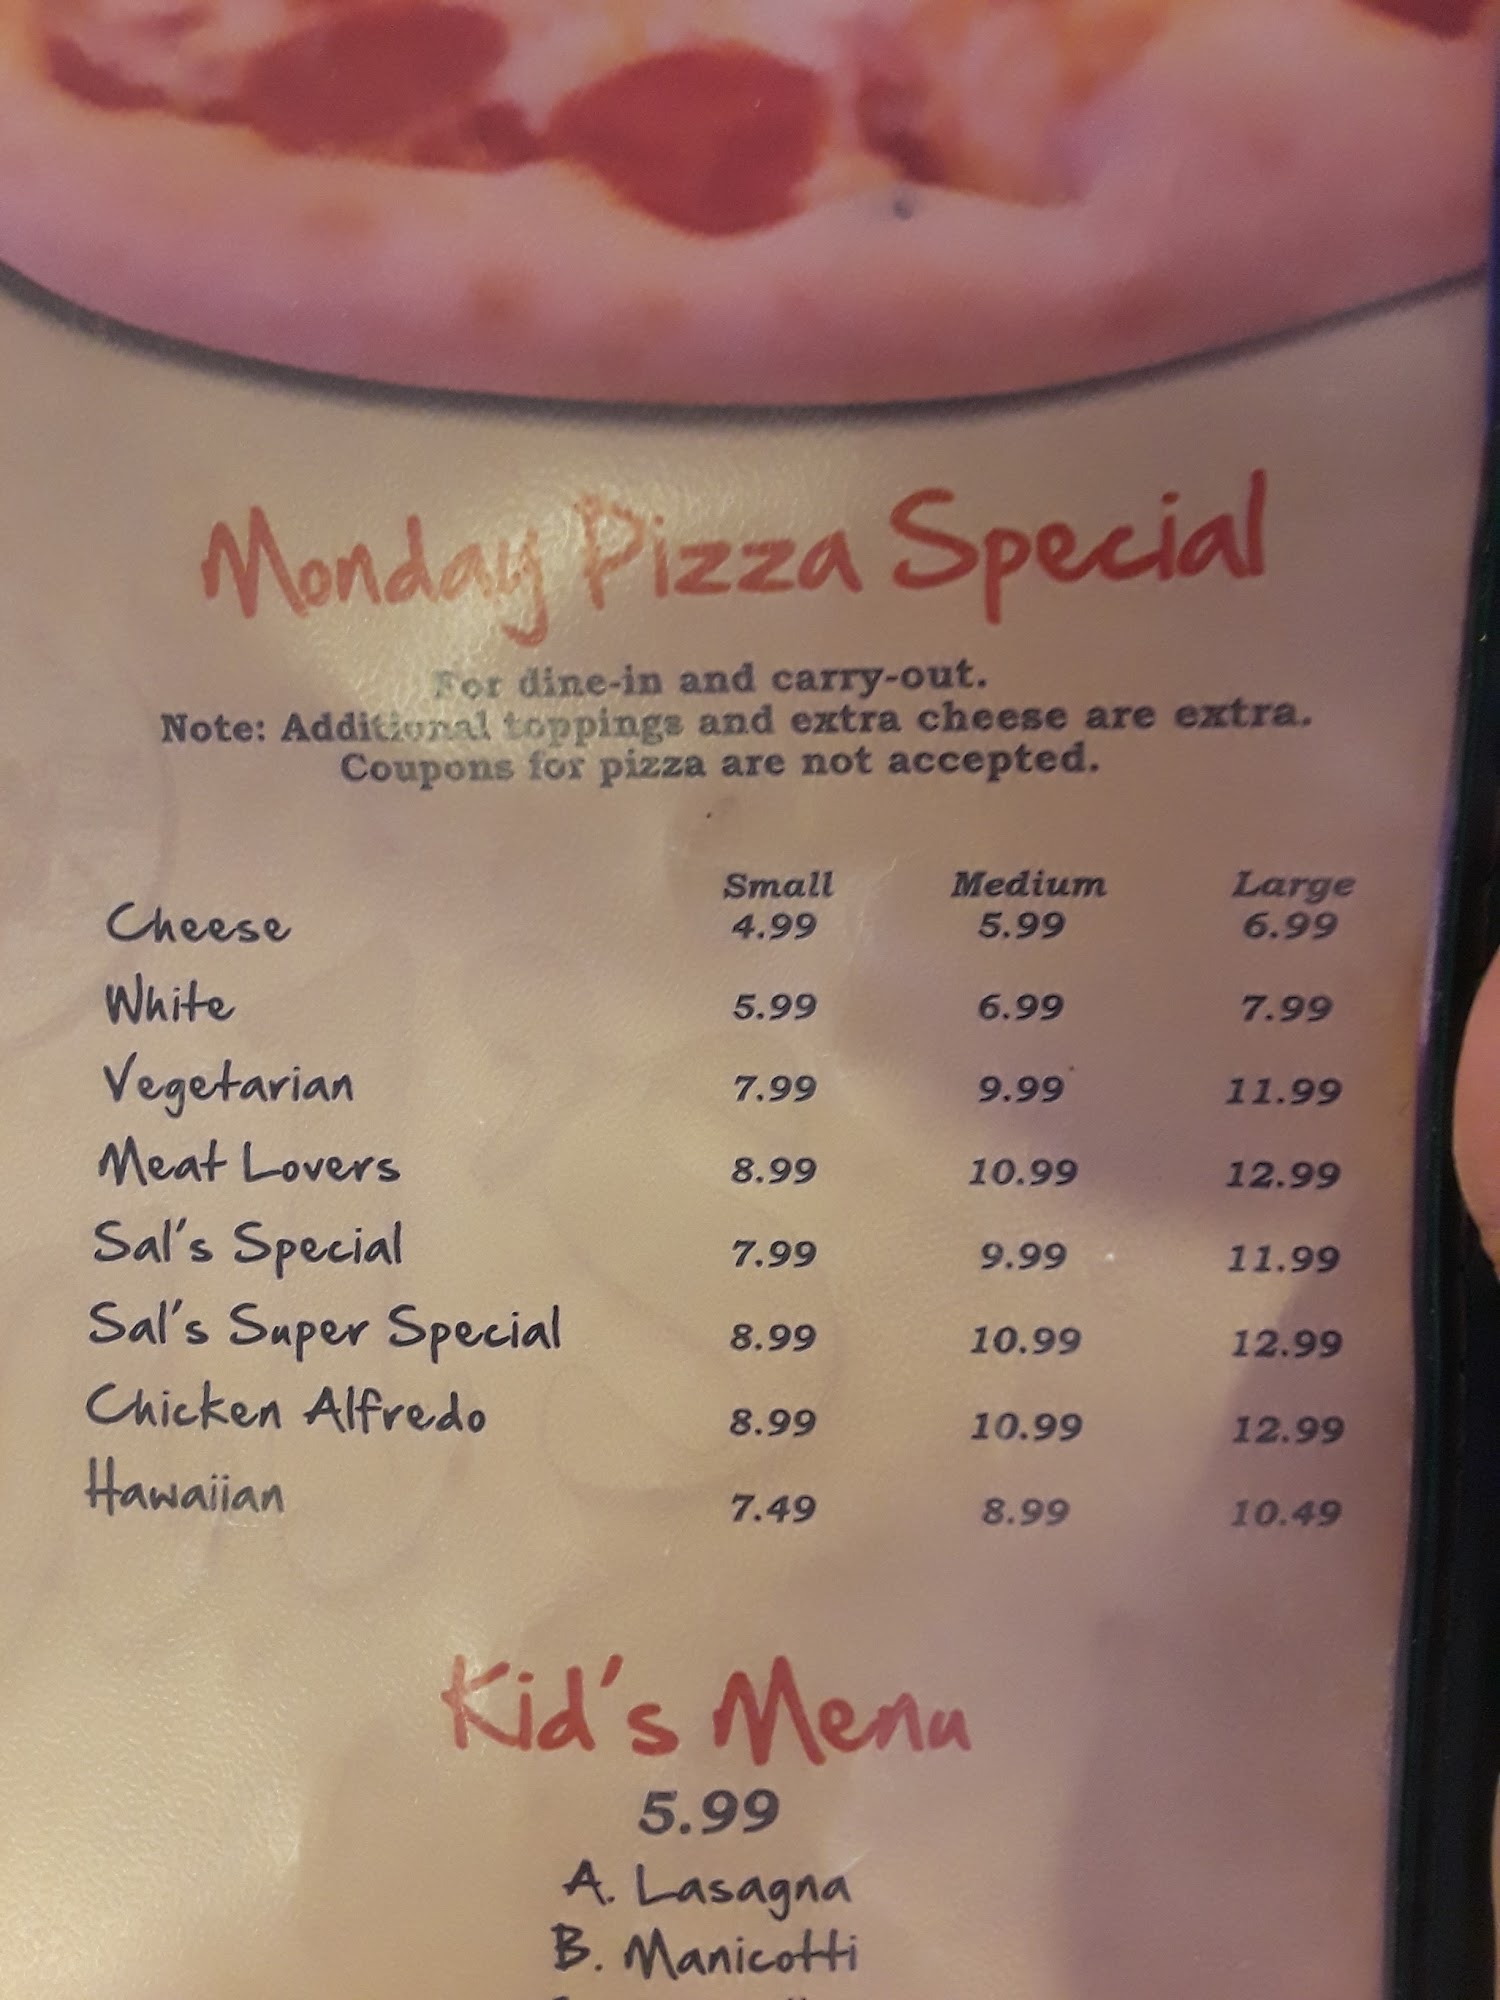 Monday Pizza Special
For dine-in and carry-out.
Note: Additional toppings and extra cheese are extra.
Coupons for pizza are not accepted.
Small Medium Large
Cheese 4.99 5.99 6.99
White 5.99 6.99 7.99
Vegetarian 7.99 9.99 11.99
Meat Lovers 8.99 10.99 12.99
Sal's Special 7.99 9.99 11.99
Sal's Super Special 8.99 10.99 12.99
Chicken Alfredo 8.99 10.99 12.99
Hawaiian 7.49 8.99 10.49
Kid's Menu
5.99
A. Lasagna
B. Manicotti